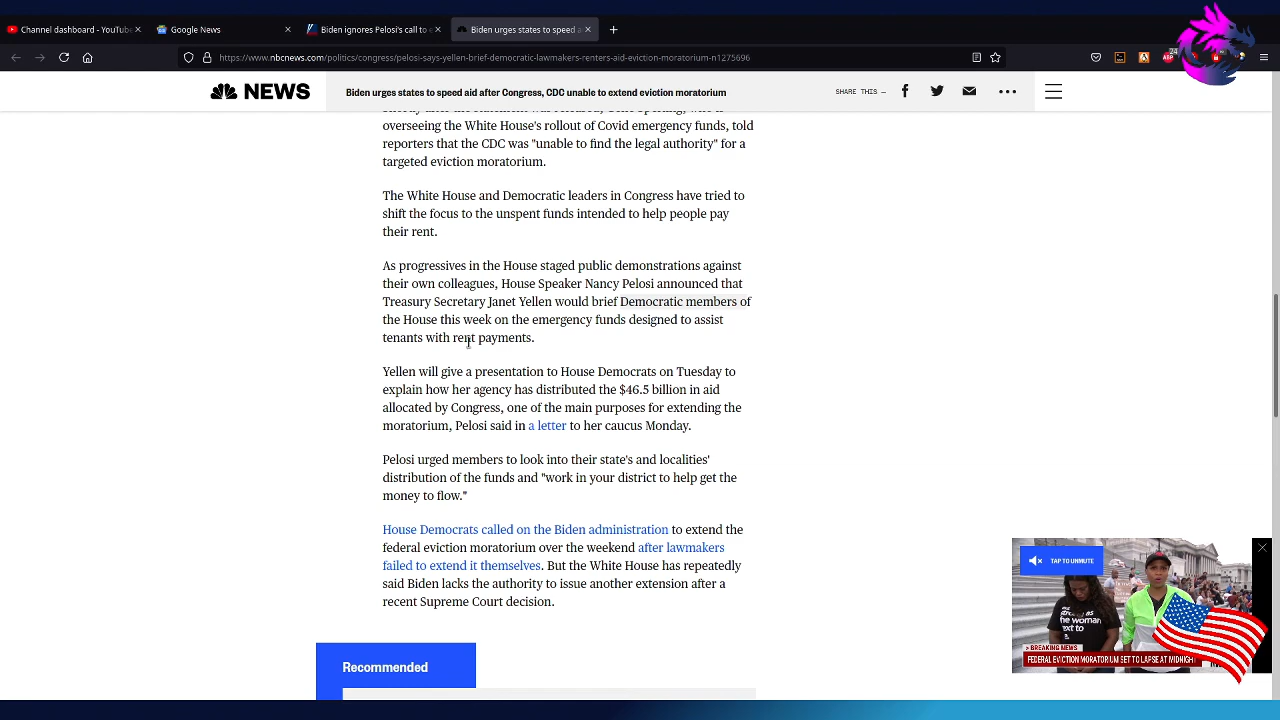 Channel dashboard - YouTube
Google News
Biden ignores Pelosi's call to e
Biden urges states to speed a
https://www.nbcnews.com/politics/congress/pelosi-says-yellen-brief-democratic-lawmakers-renters-aid-eviction-moratorium-n1275696
24
ABP
NEWS
Biden urges states to speed aid after Congress, CDC unable to extend eviction moratorium
SHARE THIS —
overseeing the White House's rollout of Covid emergency funds, told
reporters that the CDC was "unable to find the legal authority" for a
targeted eviction moratorium.
The White House and Democratic leaders in Congress have tried to
shift the focus to the unspent funds intended to help people pay
their rent.
As progressives in the House staged public demonstrations against
their own colleagues, House Speaker Nancy Pelosi announced that
Treasury Secretary Janet Yellen would brief Democratic members of
the House this week on the emergency funds designed to assist
tenants with rent payments.
Yellen will give a presentation to House Democrats on Tuesday to
explain how her agency has distributed the $46.5 billion in aid
allocated by Congress, one of the main purposes for extending the
moratorium, Pelosi said in a letter to her caucus Monday.
Pelosi urged members to look into their state's and localities'
distribution of the funds and "work in your district to help get the
money to flow."
House Democrats called on the Biden administration to extend the
federal eviction moratorium over the weekend after lawmakers
failed to extend it themselves. But the White House has repeatedly
said Biden lacks the authority to issue another extension after a
recent Supreme Court decision.
Recommended
TAP TO UNMUTE
the woman
ext to
BREAKING NEWS
FEDERAL EVICTION MORATORIUM SET TO LAPSE AT MIDNIGHT